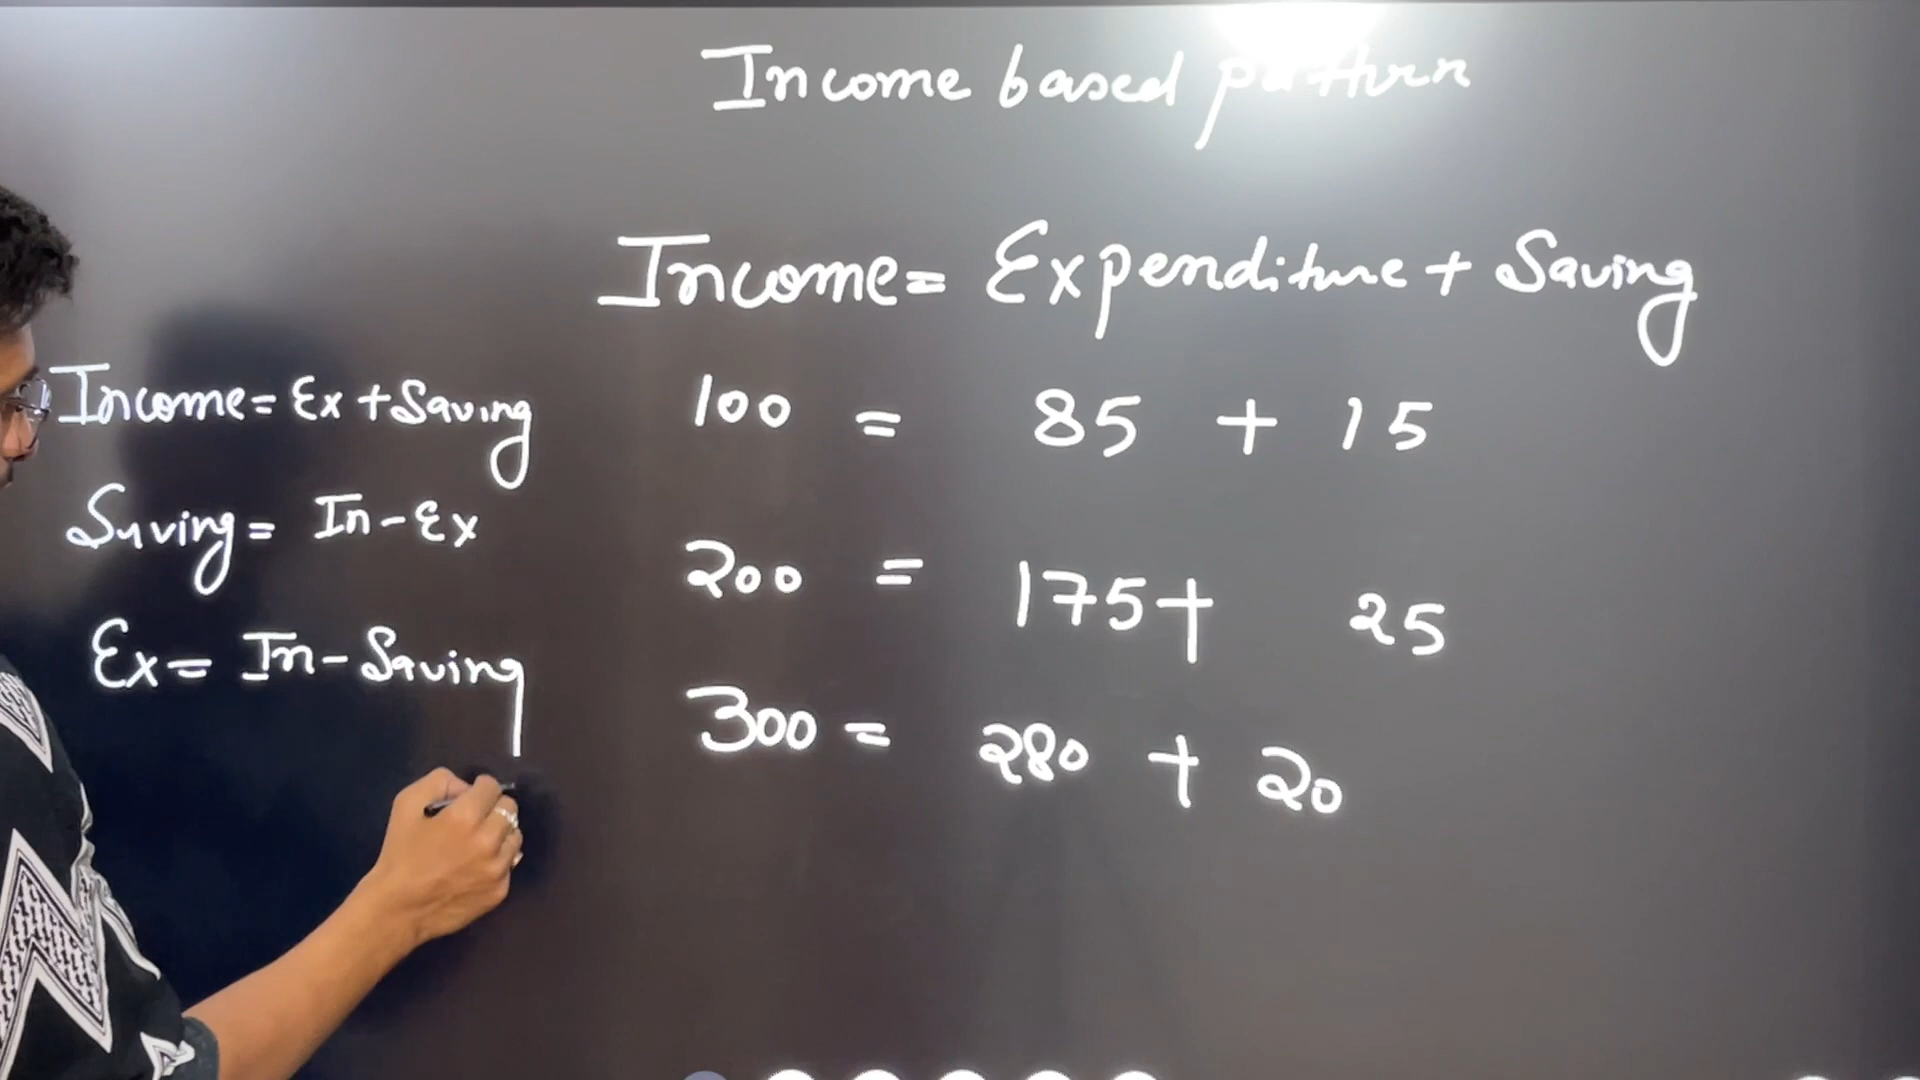 Income based pattern
Income = Expenditure + Saving
100 = 85 + 15
200 = 175 + 25
300 = 280 + 20
Income = Ex + Saving
Saving = In - Ex
Ex = In - Saving